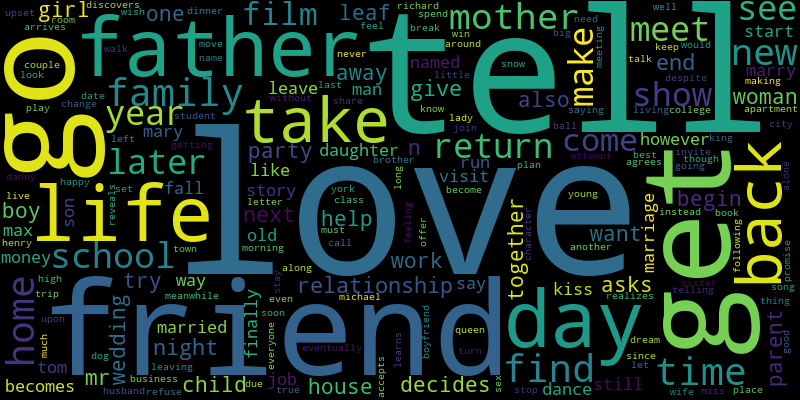 upset girl discovers one film leaf richard mother see
room wish dinner feel spend meet start
arrives walk move break need well
go father tell around big would new
couple look name never win make talk keep end marry
play date family away named little snow meeting despite making
change without leave man last give also saying show woman
year student share know lady join ball living college apartment
left mary take return come however king city
getting party daughter n run agrees best though invite going
danny later like brother plan attempt visit begin
live happy set fall story long become young instead book alone
boy son reveals york class letter feeling offer character another
max life next help must love want marriage back
henry town old morning call together following promise
money school work asks sister song
high try way along relationship say kiss telling realizes thing
home trip meanwhile stay even michael queen dream good
upon friend finally soon boyfriend day get since parent
much wedding married everyone turn let
tom dog night eventually learns find time
mr leaving true accepts sex still wife miss place
becomes business child due job house decides stop dance
husband refuse